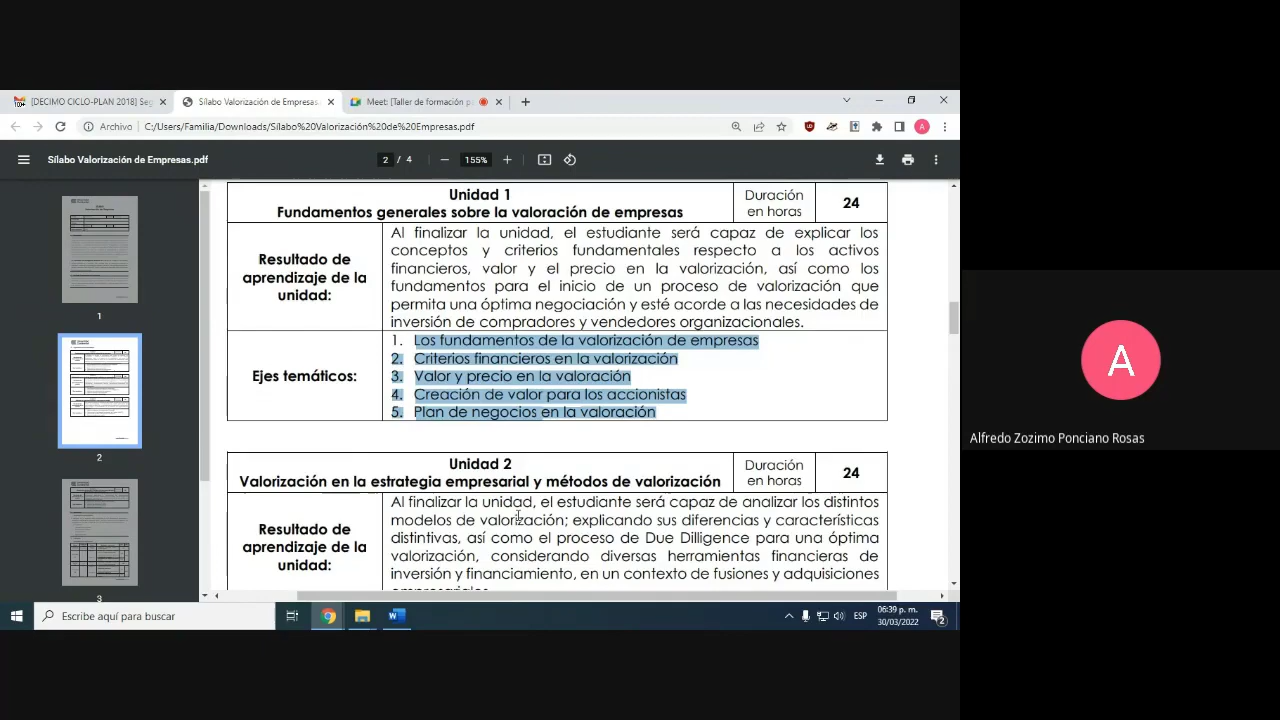 [DECIMO CICLO-PLAN 2018] Seg
Sílabo Valorización de Empresas.
Meet: [Taller de formación p
Archivo
C:/Users/Familia/Downloads/Sílabo%20Valorización%20de%20Empresas.pdf
A
Sílabo Valorización de Empresas.pdf
2 / 4
155%
1
2
3
Unidad 1
Fundamentos generales sobre la valoración de empresas
Duración
en horas
24
Resultado de
aprendizaje de la
unidad:
Al finalizar la unidad, el estudiante será capaz de explicar los
conceptos y criterios fundamentales respecto a los activos
financieros, valor y el precio en la valorización, así como los
fundamentos para el inicio de un proceso de valorización que
permita una óptima negociación y esté acorde a las necesidades de
inversión de compradores y vendedores organizacionales.
Ejes temáticos:
1. Los fundamentos de la valorización de empresas
2. Criterios financieros en la valorización
3. Valor y precio en la valoración
4. Creación de valor para los accionistas
5. Plan de negocios en la valoración
Unidad 2
Valorización en la estrategia empresarial y métodos de valorización
Duración
en horas
24
Resultado de
aprendizaje de la
unidad:
Al finalizar la unidad, el estudiante será capaz de analizar los distintos
modelos de valorización; explicando sus diferencias y características
distintivas, así como el proceso de Due Dilligence para una óptima
valorización, considerando diversas herramientas financieras de
inversión y financiamiento, en un contexto de fusiones y adquisiciones
Escribe aquí para buscar
ESP
06:39 p. m.
30/03/2022
2
A
Alfredo Zozimo Ponciano Rosas